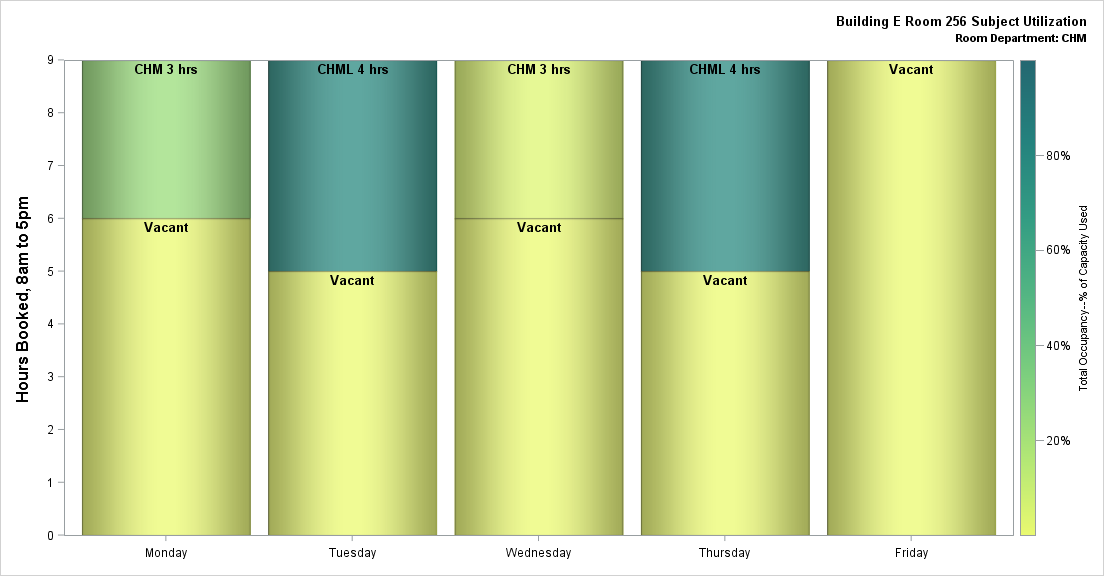 Building E Room 256 Subject Utilization
Room Department: CHM
Hours Booked, 8am to 5pm
9
8
7
6
5
4
3
2
1
0
CHM 3 hrs
Vacant
CHML 4 hrs
Vacant
CHM 3 hrs
Vacant
CHML 4 hrs
Vacant
Vacant
Monday
Tuesday
Wednesday
Thursday
Friday
80%
60%
40%
20%
Total Occupancy--% of Capacity Used